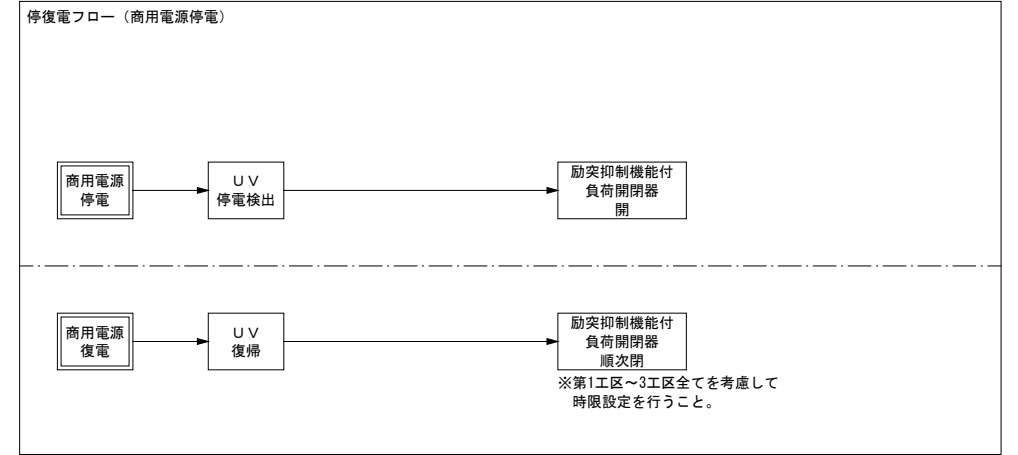 停復電フロー（商用電源停電）
商用電源
停電
ＵＶ
停電検出
励突抑制機能付
負荷開閉器
開
商用電源
復電
ＵＶ
復帰
励突抑制機能付
負荷開閉器
順次閉
※第1工区～3工区全てを考慮して
時限設定を行うこと。